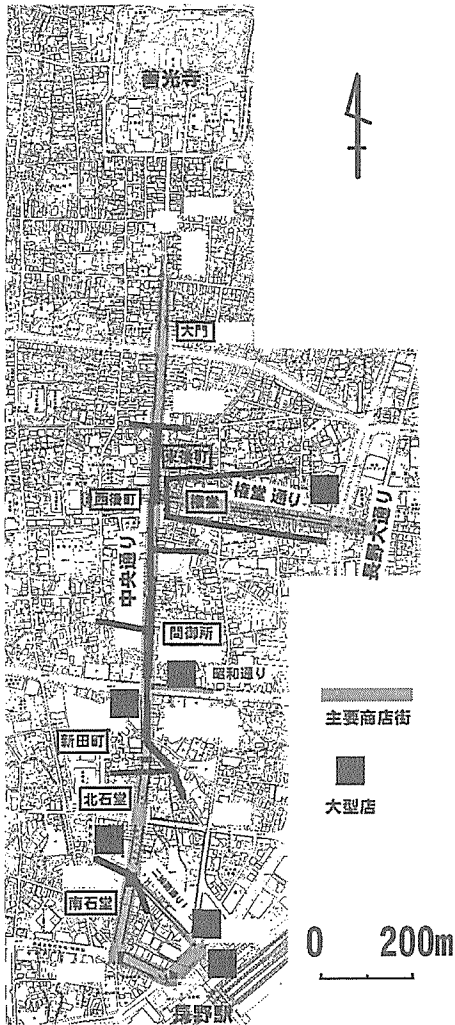 善光寺
大門
東後町
西後町
権堂
権堂 通り
長野大通り
中央通り
問御所
昭和通り
新田町
北石堂
南石堂
長野駅
主要商店街
大型店
0 200m